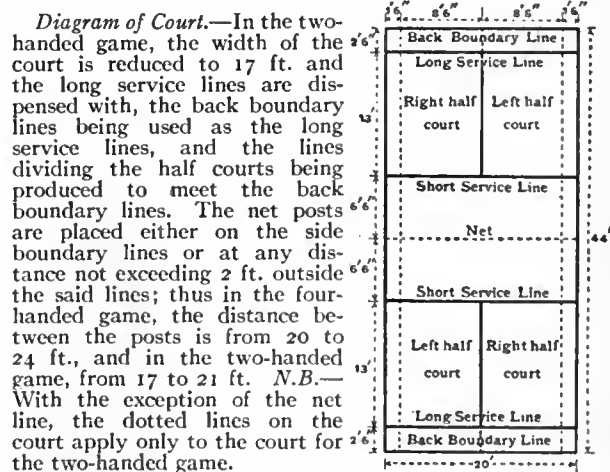 Diagram of Court.—In the two-
handed game, the width of the
court is reduced to 17 ft. and
the long service lines are dis-
pensed with, the back boundary
lines being used as the long
service lines, and the lines
dividing the half courts being
produced to meet the back
boundary lines. The net posts
are placed either on the side
boundary lines or at any dis-
tance not exceeding 2 ft. outside
the said lines; thus in the four-
handed game, the distance be-
tween the posts is from 20 to
24 ft., and in the two-handed
game, from 17 to 21 ft. N.B.—
With the exception of the net
line, the dotted lines on the
court apply only to the court for
the two-handed game.
1'6" 8'6" 8'6" 1'6"
2'6" Back Boundary Line
Long Service Line
Right half Left half
13'
court court
Short Service Line
6'6"
Net
44'
6'6"
Short Service Line
Left half Right half
13' court court
Long Service Line
2'6" Back Boundary Line
20'